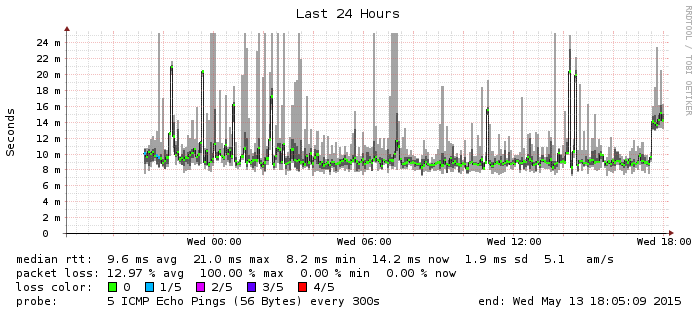 Last 24 Hours
RRDTOOL / TOBI OETIKER
Seconds
24 m
22 m
20 m
18 m
16 m
14 m
12 m
10 m
8 m
6 m
4 m
2 m
0
Wed 00:00 Wed 06:00 Wed 12:00 Wed 18:00
median rtt: 9.6 ms avg 21.0 ms max 8.2 ms min 14.2 ms now 1.9 ms sd 5.1 am/s
packet loss: 12.97 % avg 100.00 % max 0.00 % min 0.00 % now
loss color: 0 1/5 2/5 3/5 4/5
probe: 5 ICMP Echo Pings (56 Bytes) every 300s end: Wed May 13 18:05:09 2015